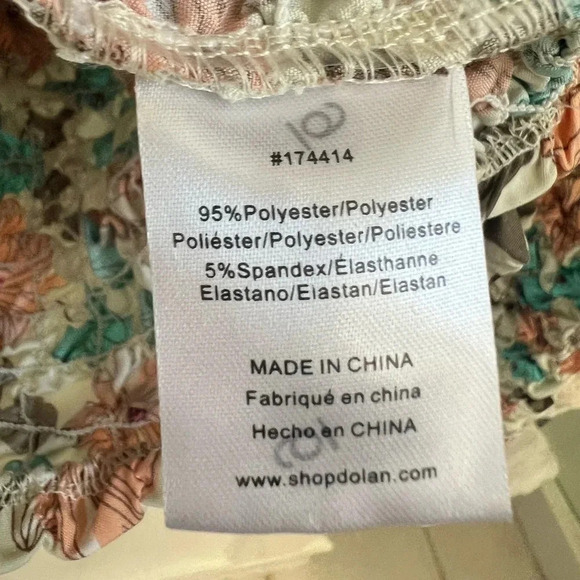 #174414
95%Polyester/Polyester
Poliéster/Polyester/Poliestere
5%Spandex/Élasthanne
Elastano/Elastan/Elastan
MADE IN CHINA
Fabriqué en china
Hecho en CHINA
www.shopdolan.com